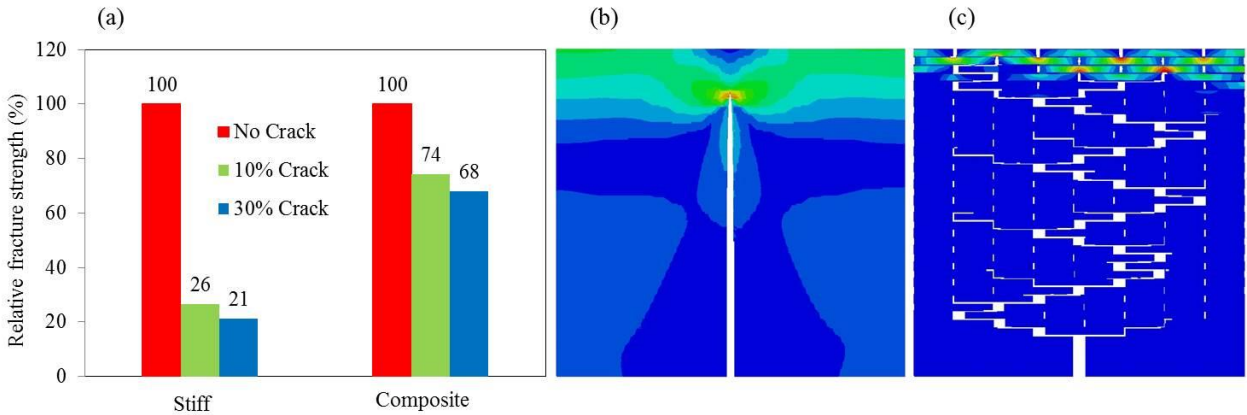 (a)
(b)
(c)
Relative fracture strength (%)
120
100
80
60
40
20
0
100
26
21
100
74
68
No Crack
10% Crack
30% Crack
Stiff
Composite